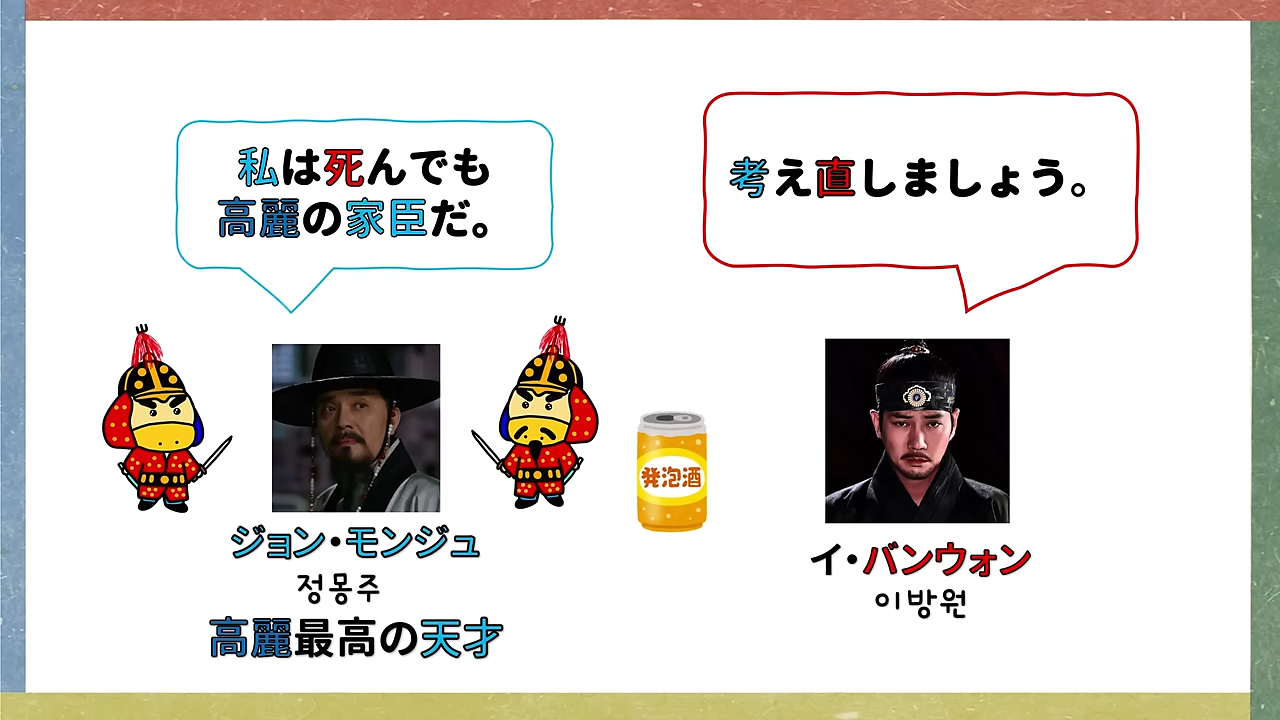 私は死んでも
高麗の家臣だ。
考え直しましょう。
発泡酒
ジョン・モンジュ
정몽주
高麗最高の天才
イ・バンウォン
이방원